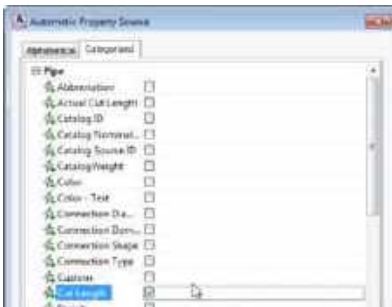 Automatic Property Source
Alphabetical Categorized
Pipe
Abbreviation
Actual Cut Length
Catalog ID
Catalog Nominal...
Catalog Source ID
Catalog Weight
Color
Color - Text
Connection Dia...
Connection Dom...
Connection Shape
Connection Type
Custom
Cut Length